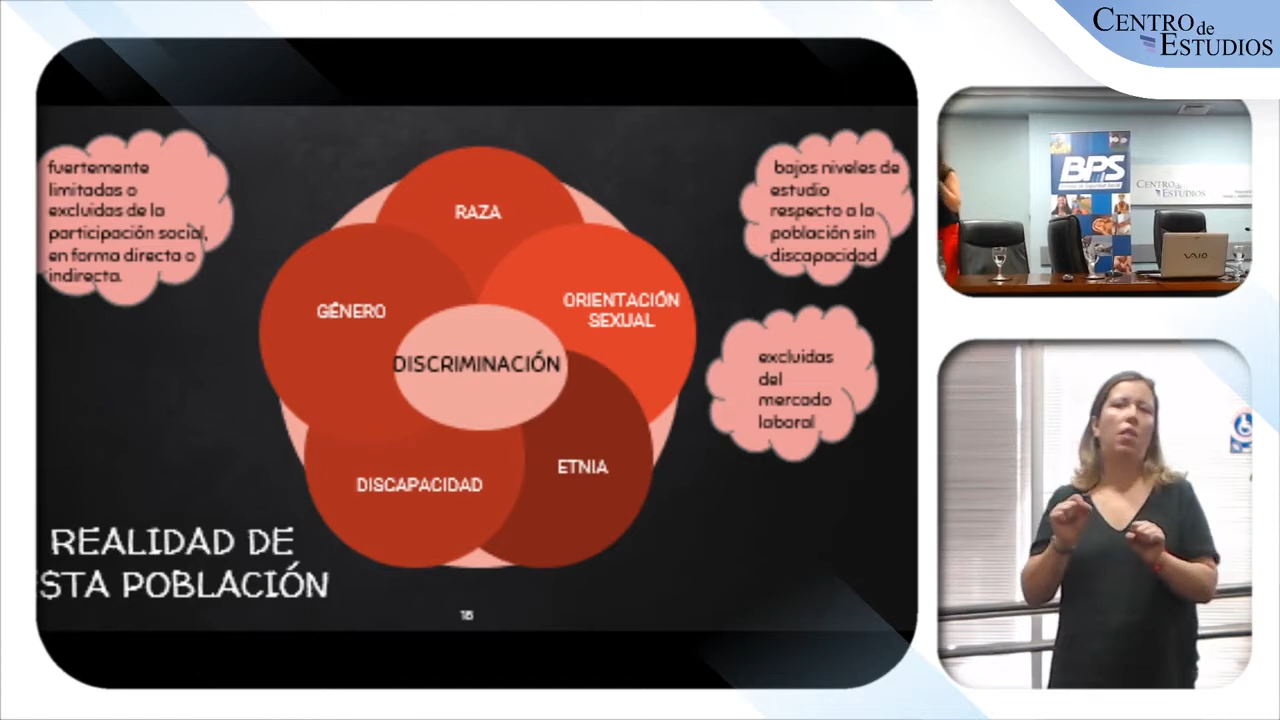 CENTRO de
ESTUDIOS
fuertemente
limitadas o
excluidas de la
participación social,
en forma directa o
indirecta.
RAZA
GÉNERO
ORIENTACIÓN
SEXUAL
DISCRIMINACIÓN
DISCAPACIDAD
ETNIA
bajos niveles de
estudio
respecto a la
población sin
discapacidad
excluidas
del
mercado
laboral
REALIDAD DE
STA POBLACIÓN
18
BPS
CENTRO de
ESTUDIOS
VAIO